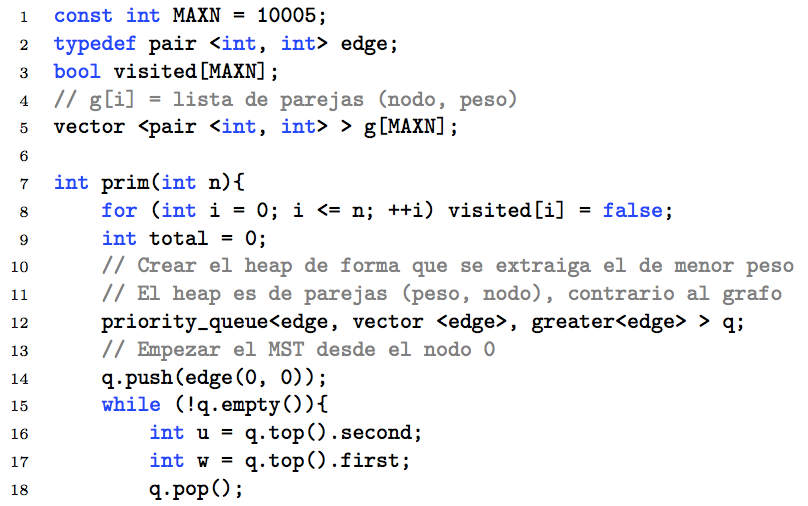 1 const int MAXN = 10005;
2 typedef pair <int, int> edge;
3 bool visited[MAXN];
4 // g[i] = lista de parejas (nodo, peso)
5 vector <pair <int, int> > g[MAXN];
6
7 int prim(int n){
8     for (int i = 0; i <= n; ++i) visited[i] = false;
9     int total = 0;
10     // Crear el heap de forma que se extraiga el de menor peso
11     // El heap es de parejas (peso, nodo), contrario al grafo
12     priority_queue<edge, vector <edge>, greater<edge> > q;
13     // Empezar el MST desde el nodo 0
14     q.push(edge(0, 0));
15     while (!q.empty()){
16         int u = q.top().second;
17         int w = q.top().first;
18         q.pop();